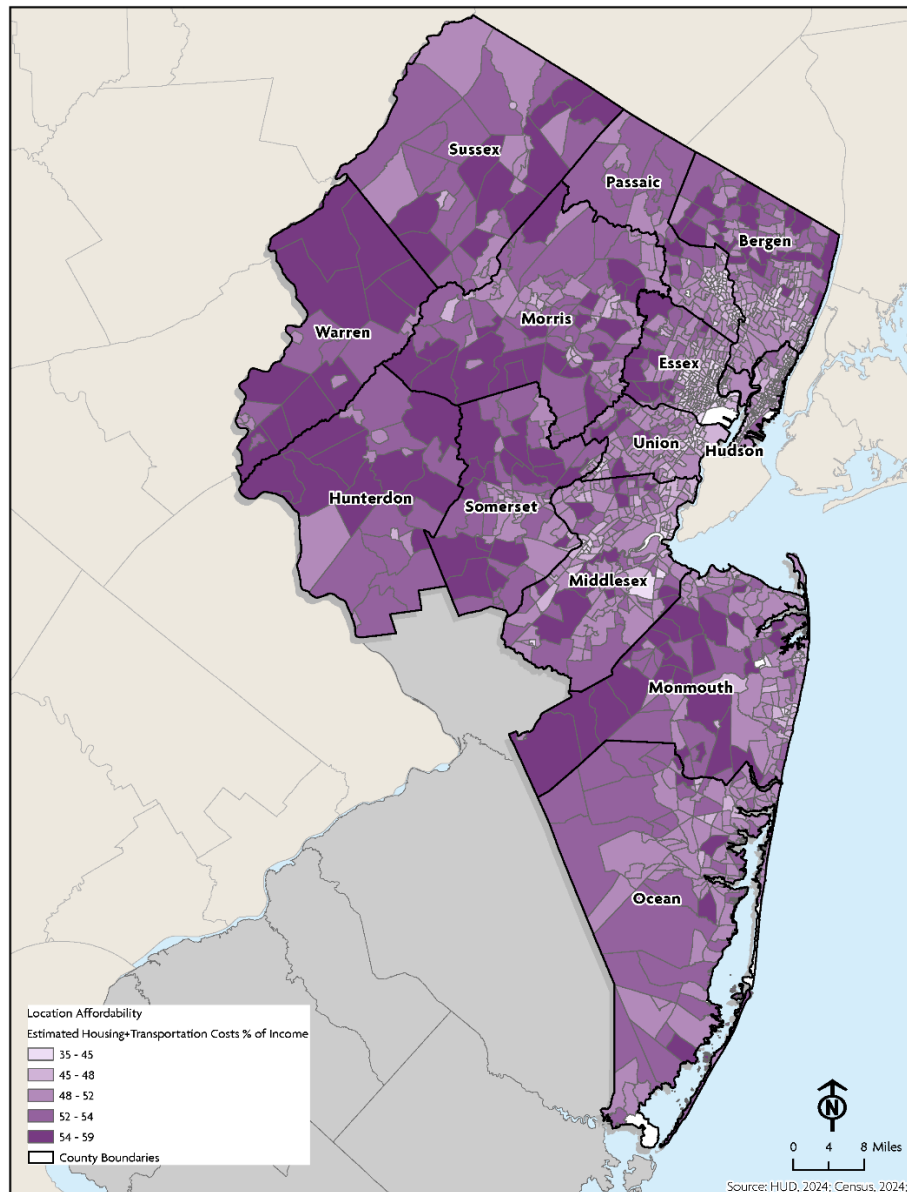 Sussex
Passaic
Bergen
Warren
Morris
Essex
Union
Hudson
Hunterdon
Somerset
Middlesex
Monmouth
Ocean
Location Affordability
Estimated Housing+Transportation Costs % of Income
35 - 45
45 - 48
48 - 52
52 - 54
54 - 59
County Boundaries
N
0 4 8 Miles
Source: HUD, 2024; Census, 2024;